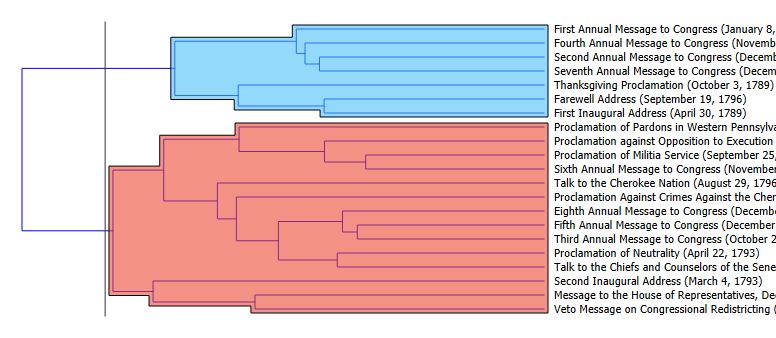 First Annual Message to Congress (January 8,
Fourth Annual Message to Congress (Novemb
Second Annual Message to Congress (Decemb
Seventh Annual Message to Congress (Decem
Thanksgiving Proclamation (October 3, 1789)
Farewell Address (September 19, 1796)
First Inaugural Address (April 30, 1789)
Proclamation of Pardons in Western Pennsylva
Proclamation against Opposition to Execution
Proclamation of Militia Service (September 25,
Sixth Annual Message to Congress (November
Talk to the Cherokee Nation (August 29, 1796
Proclamation Against Crimes Against the Cher
Eighth Annual Message to Congress (Decembe
Fifth Annual Message to Congress (December
Third Annual Message to Congress (October 2
Proclamation of Neutrality (April 22, 1793)
Talk to the Chiefs and Counselors of the Sene
Second Inaugural Address (March 4, 1793)
Message to the House of Representatives, Dec
Veto Message on Congressional Redistricting (